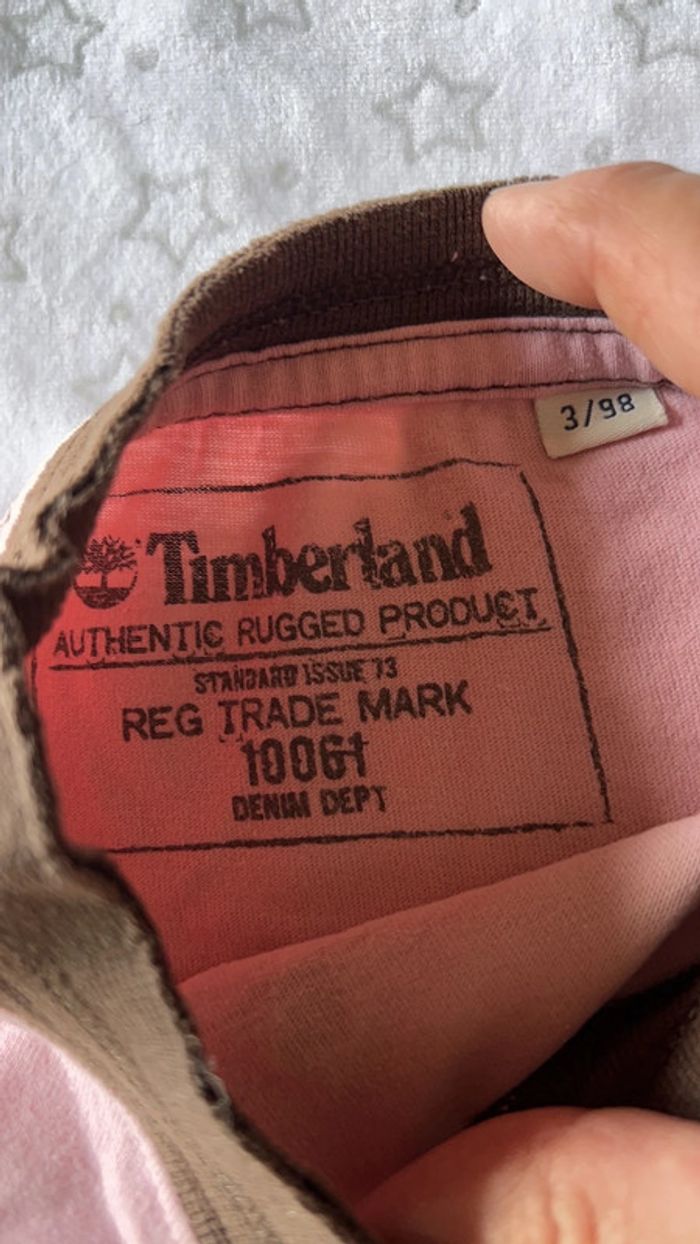 3/98
Timberland
AUTHENTIC RUGGED PRODUCT
STANDARD ISSUE 73
REG TRADE MARK
10061
DENIM DEPT